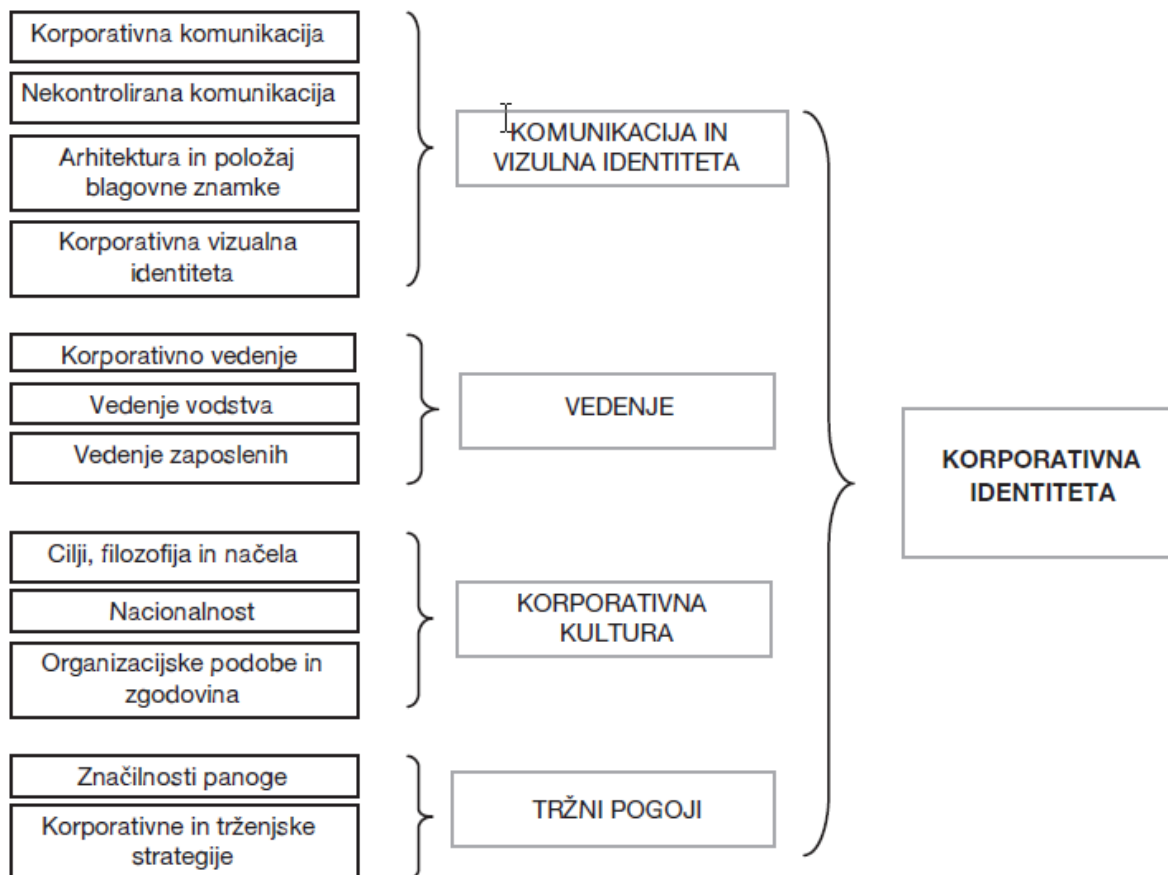 Korporativna komunikacija
Nekontrolirana komunikacija
Arhitektura in položaj
blagovne znamke
Korporativna vizualna
identiteta
KOMUNIKACIJA IN
VIZULNA IDENTITETA
Korporativno vedenje
Vedenje vodstva
Vedenje zaposlenih
VEDENJE
Cilji, filozofija in načela
Nacionalnost
Organizacijske podobe in
zgodovina
KORPORATIVNA
KULTURA
Značilnosti panoge
Korporativne in trženjske
strategije
TRŽNI POGOJI
KORPORATIVNA
IDENTITETA